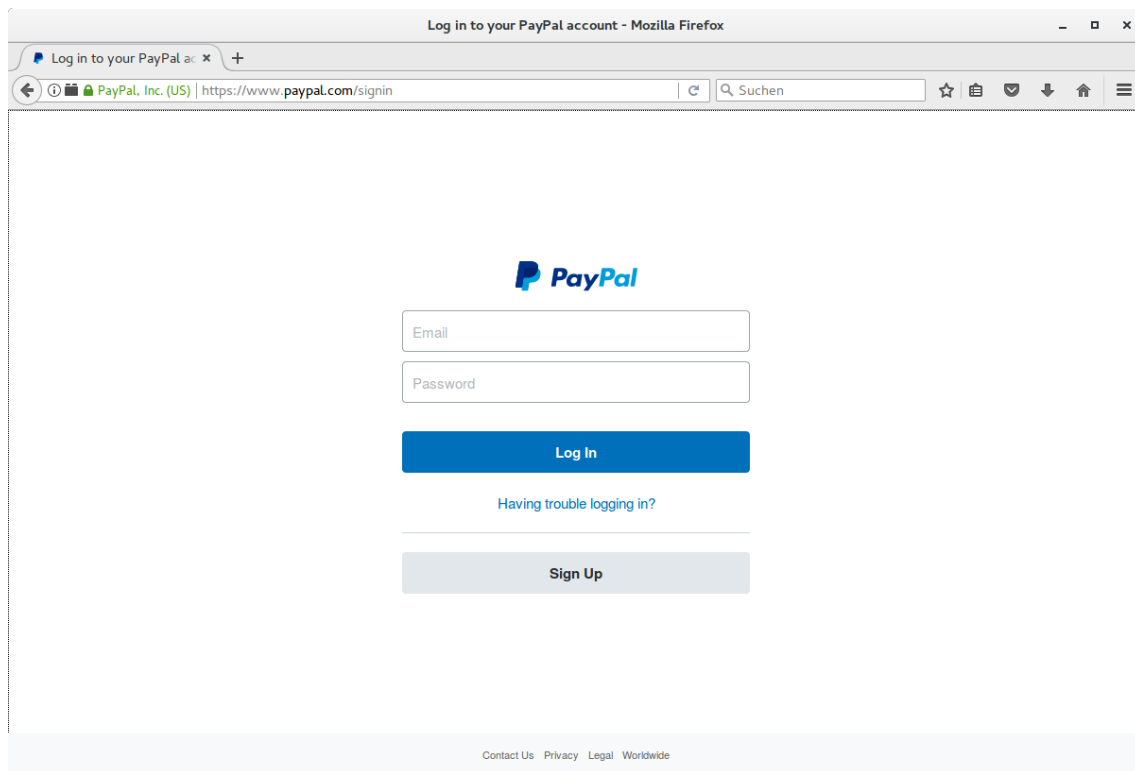 Log in to your PayPal account - Mozilla Firefox
Log in to your PayPal ac
PayPal, Inc. (US) https://www.paypal.com/signin Suchen
PayPal
Email
Password
Log In
Having trouble logging in?
Sign Up
Contact Us Privacy Legal Worldwide